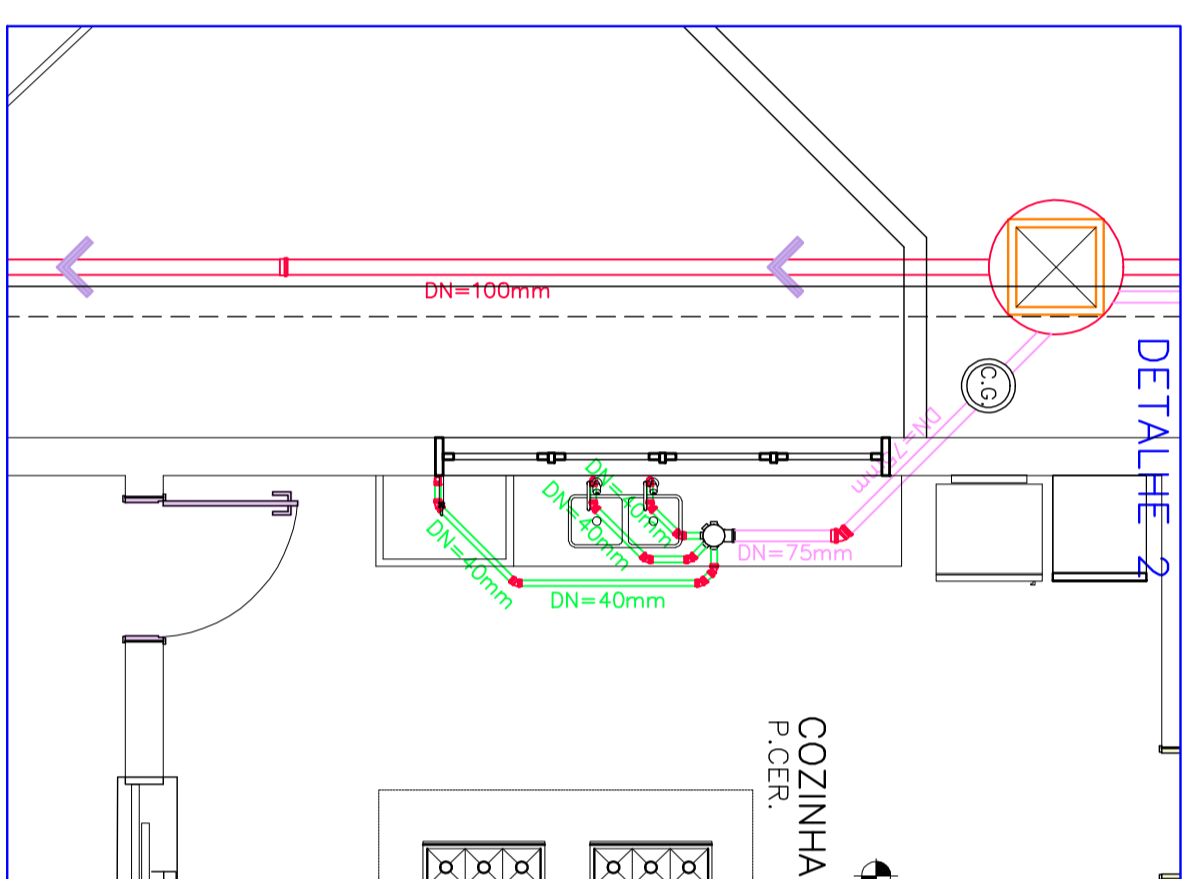 DN=100mm
DETALHE 2
C.G.
DN=75mm
DN=40mm
DN=40mm
DN=40mm
DN=40mm
DN=75mm
COZINHA
P.CER.